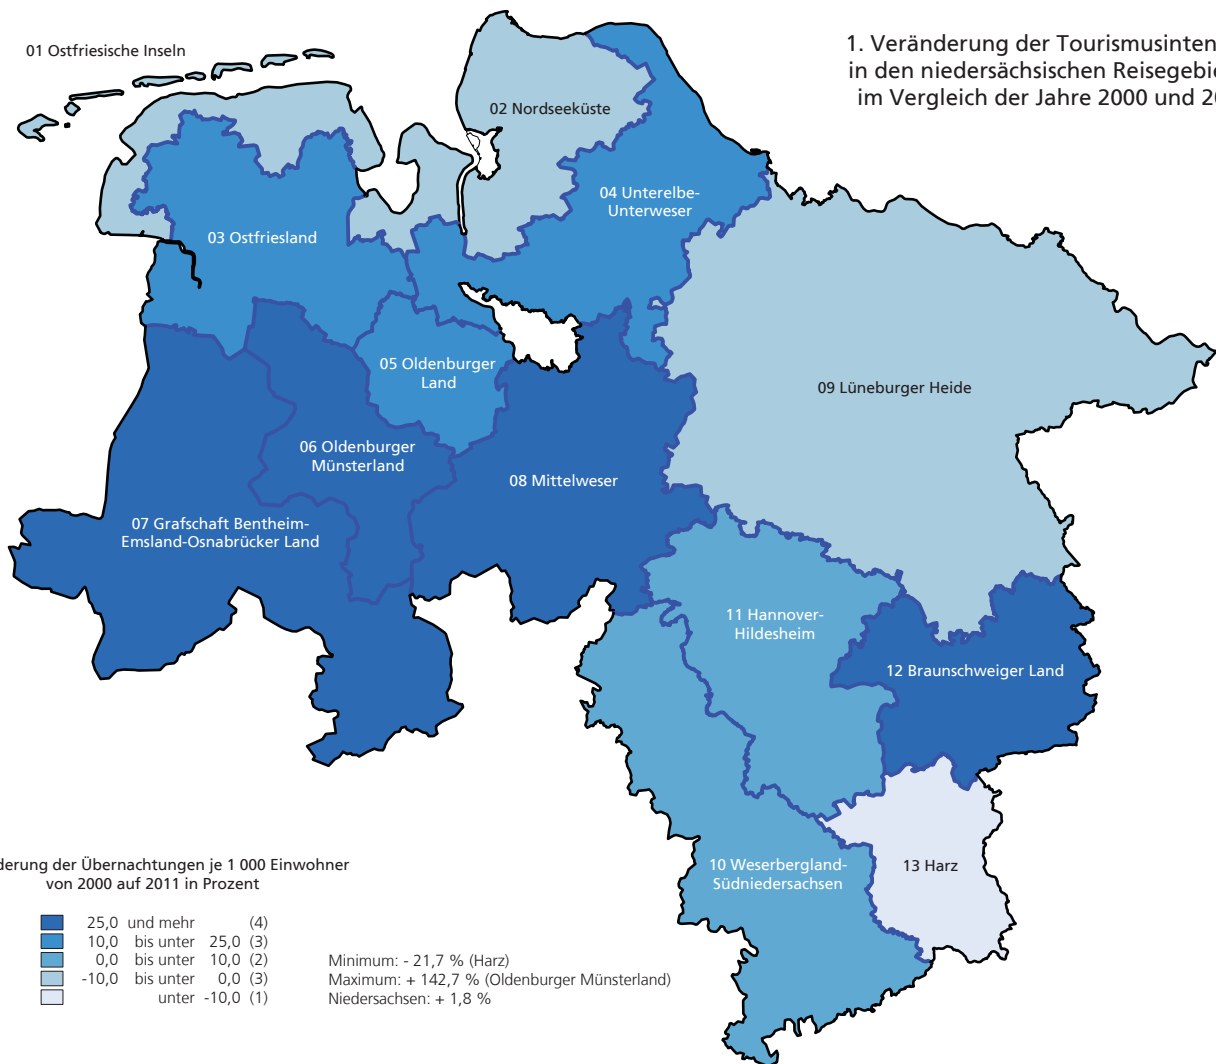 01 Ostfriesische Inseln
1. Veränderung der Tourismusinten
in den niedersächsischen Reisegebie
im Vergleich der Jahre 2000 und 20
02 Nordseeküste
04 Unterelbe-
Unterweser
03 Ostfriesland
05 Oldenburger
Land
09 Lüneburger Heide
06 Oldenburger
Münsterland
08 Mittelweser
07 Grafschaft Bentheim-
Emsland-Osnabrücker Land
11 Hannover-
Hildesheim
12 Braunschweiger Land
10 Weserbergland-
Südniedersachsen
13 Harz
derung der Übernachtungen je 1 000 Einwohner
von 2000 auf 2011 in Prozent
25,0 und mehr (4)
10,0 bis unter 25,0 (3)
0,0 bis unter 10,0 (2)
-10,0 bis unter 0,0 (3)
unter -10,0 (1)
Minimum: - 21,7 % (Harz)
Maximum: + 142,7 % (Oldenburger Münsterland)
Niedersachsen: + 1,8 %